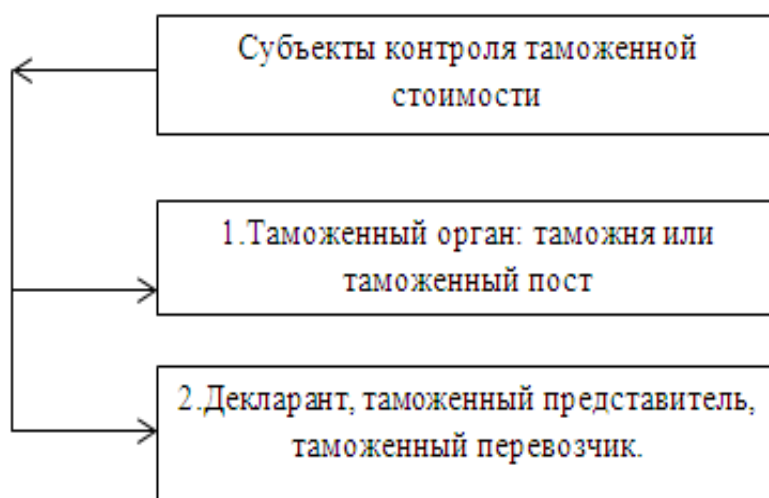 Субъекты контроля таможенной
стоимости
1.Таможенный орган: таможня или
таможенный пост
2.Декларант, таможенный представитель,
таможенный перевозчик.